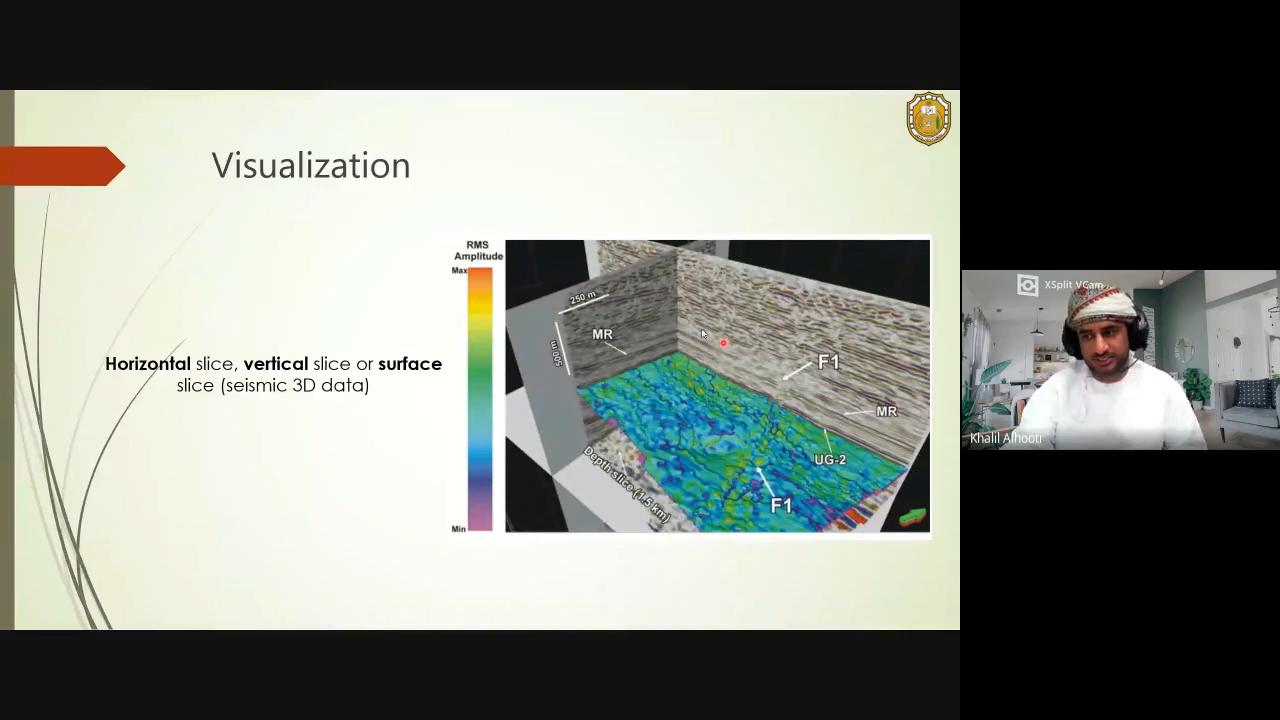 Visualization
Horizontal slice, vertical slice or surface
slice (seismic 3D data)
RMS
Amplitude
Max
Min
250 m
500 m
MR
F1
MR
UG-2
F1
Depth slice (1.5 km)
XSplit VCam
Khalil Alhooti